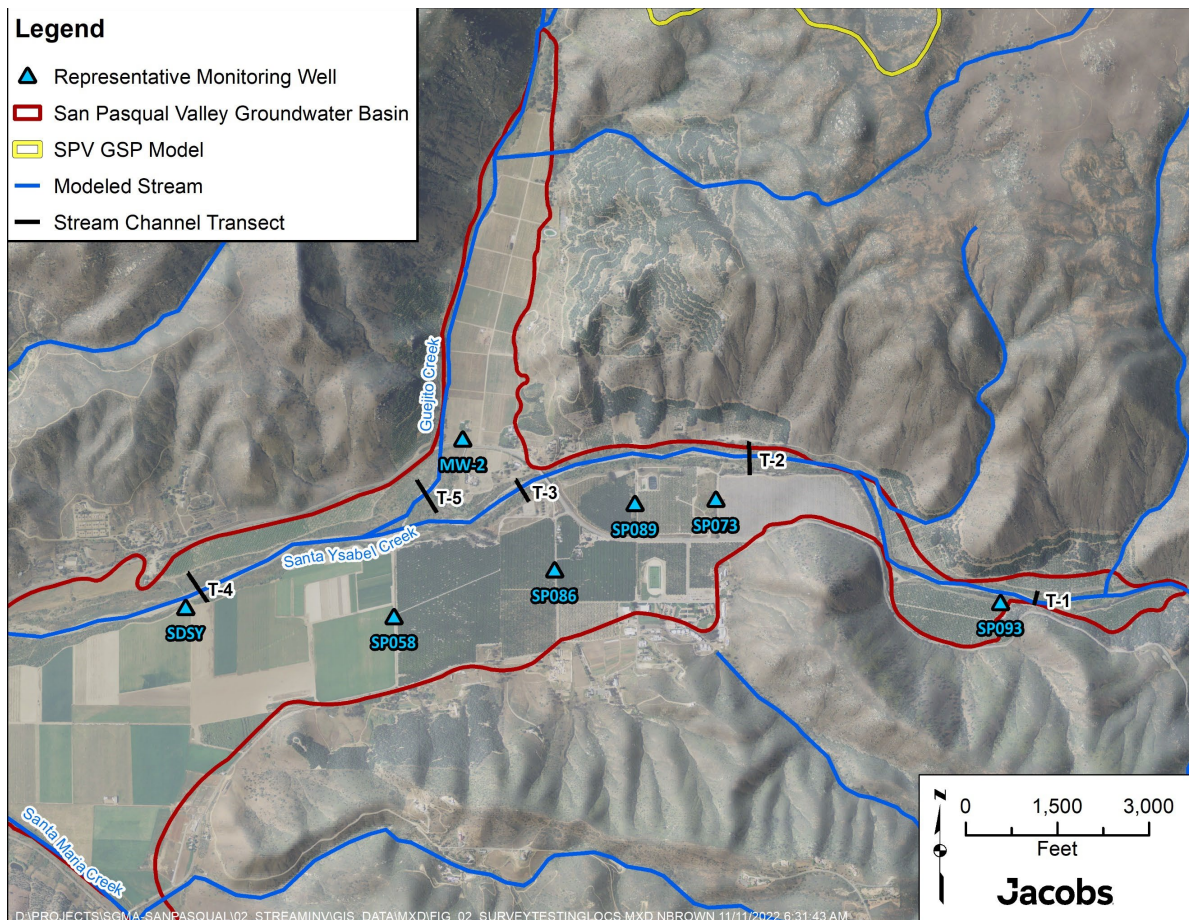 Legend
Representative Monitoring Well
San Pasqual Valley Groundwater Basin
SPV GSP Model
Modeled Stream
Stream Channel Transect
Guejito Creek
MW-2
T-2
T-5
T-3
SP089
SP073
Santa Ysabel Creek
T-4
SP086
T-1
SDSY
SP058
SP093
Santa Maria Creek
N
0 1,500 3,000
Feet
Jacobs
D:\PROJECTS\SGMA-SANPASQUAL\02_STREAMINV\GIS_DATA\MXD\FIG_02_SURVEYTESTINGLOCS.MXD NBROWN 11/11/2022 6:31:43 AM